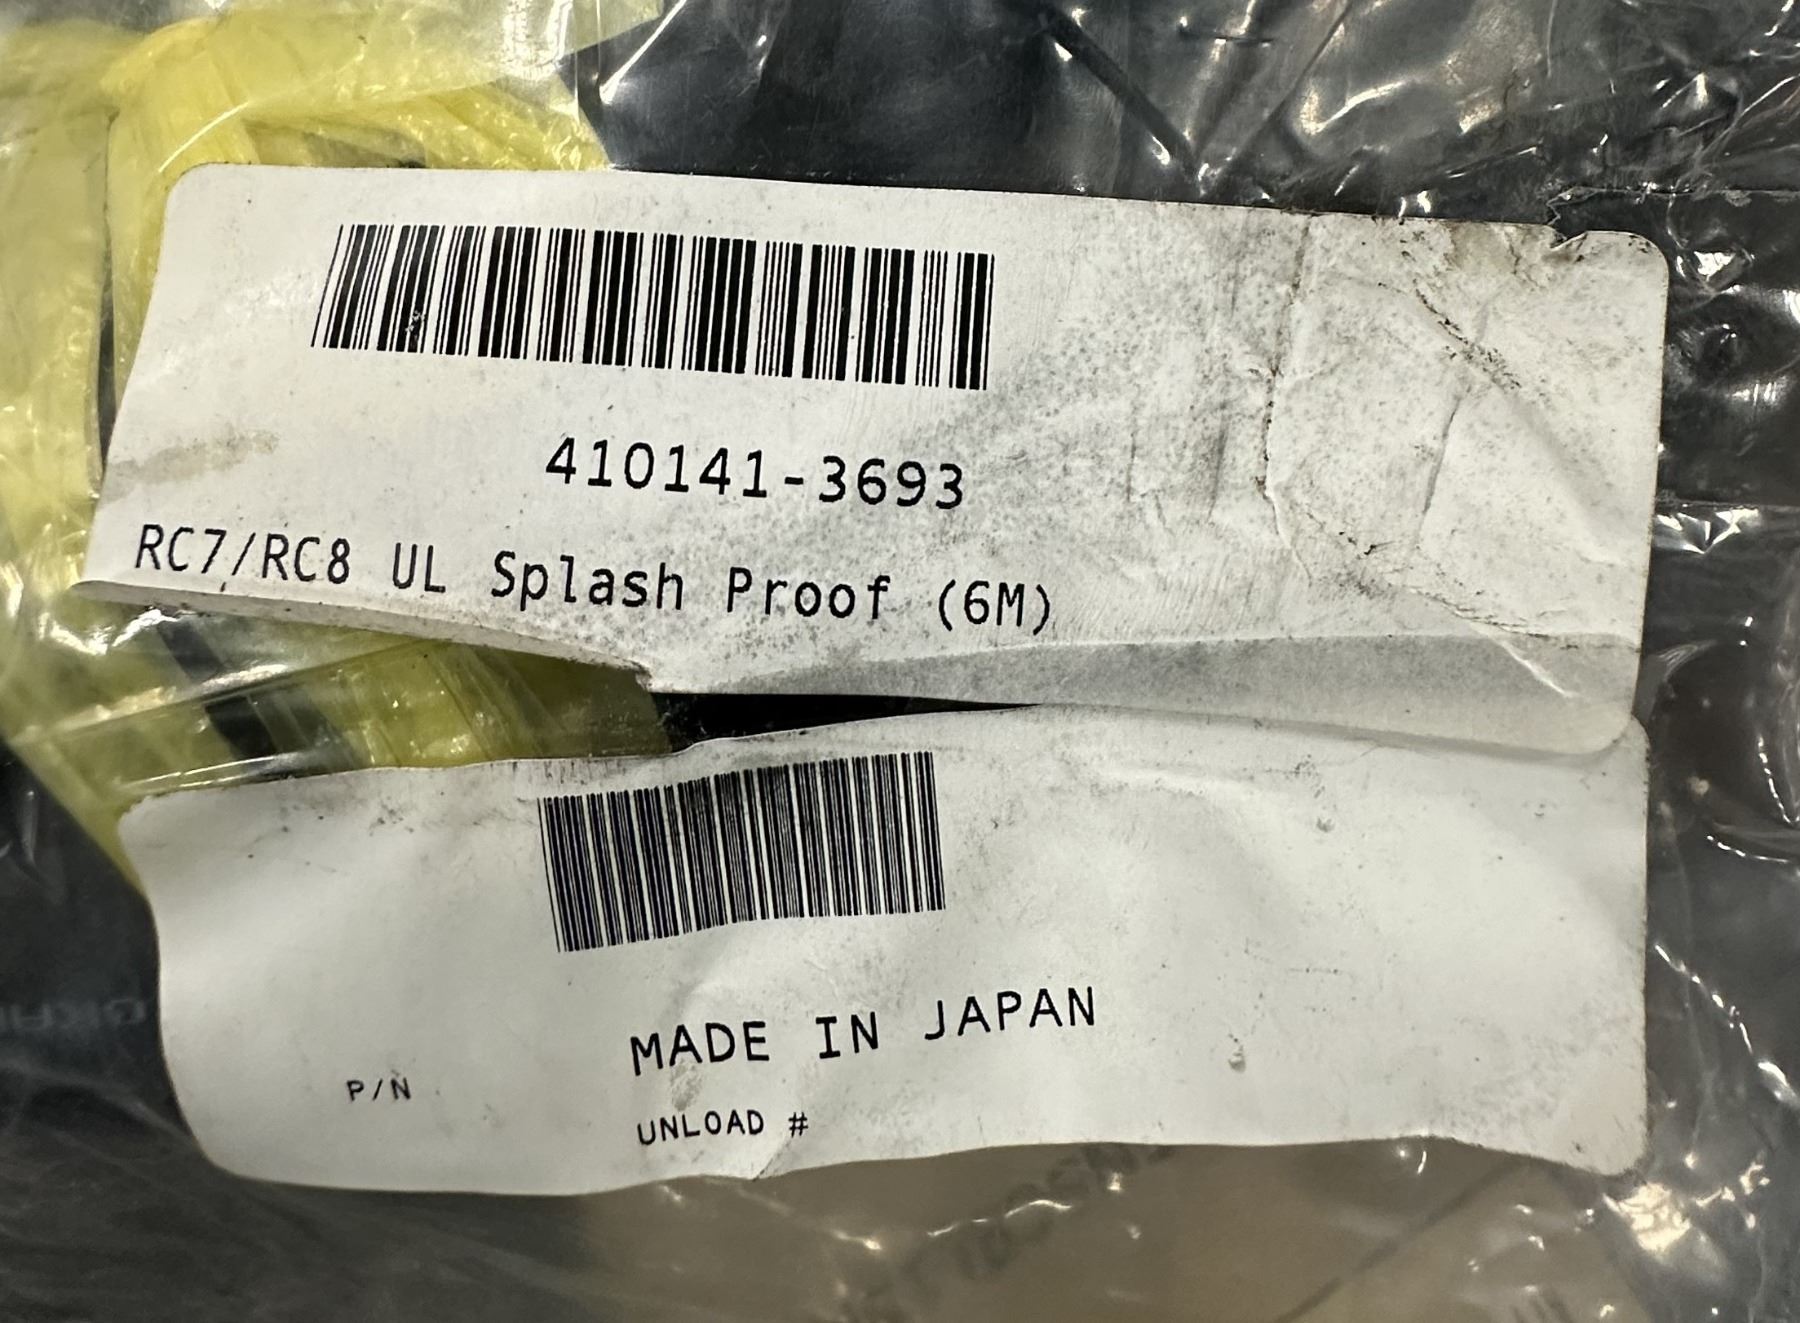 410141-3693
RC7/RC8 UL Splash Proof (6M)
MADE IN JAPAN
P/N
UNLOAD #